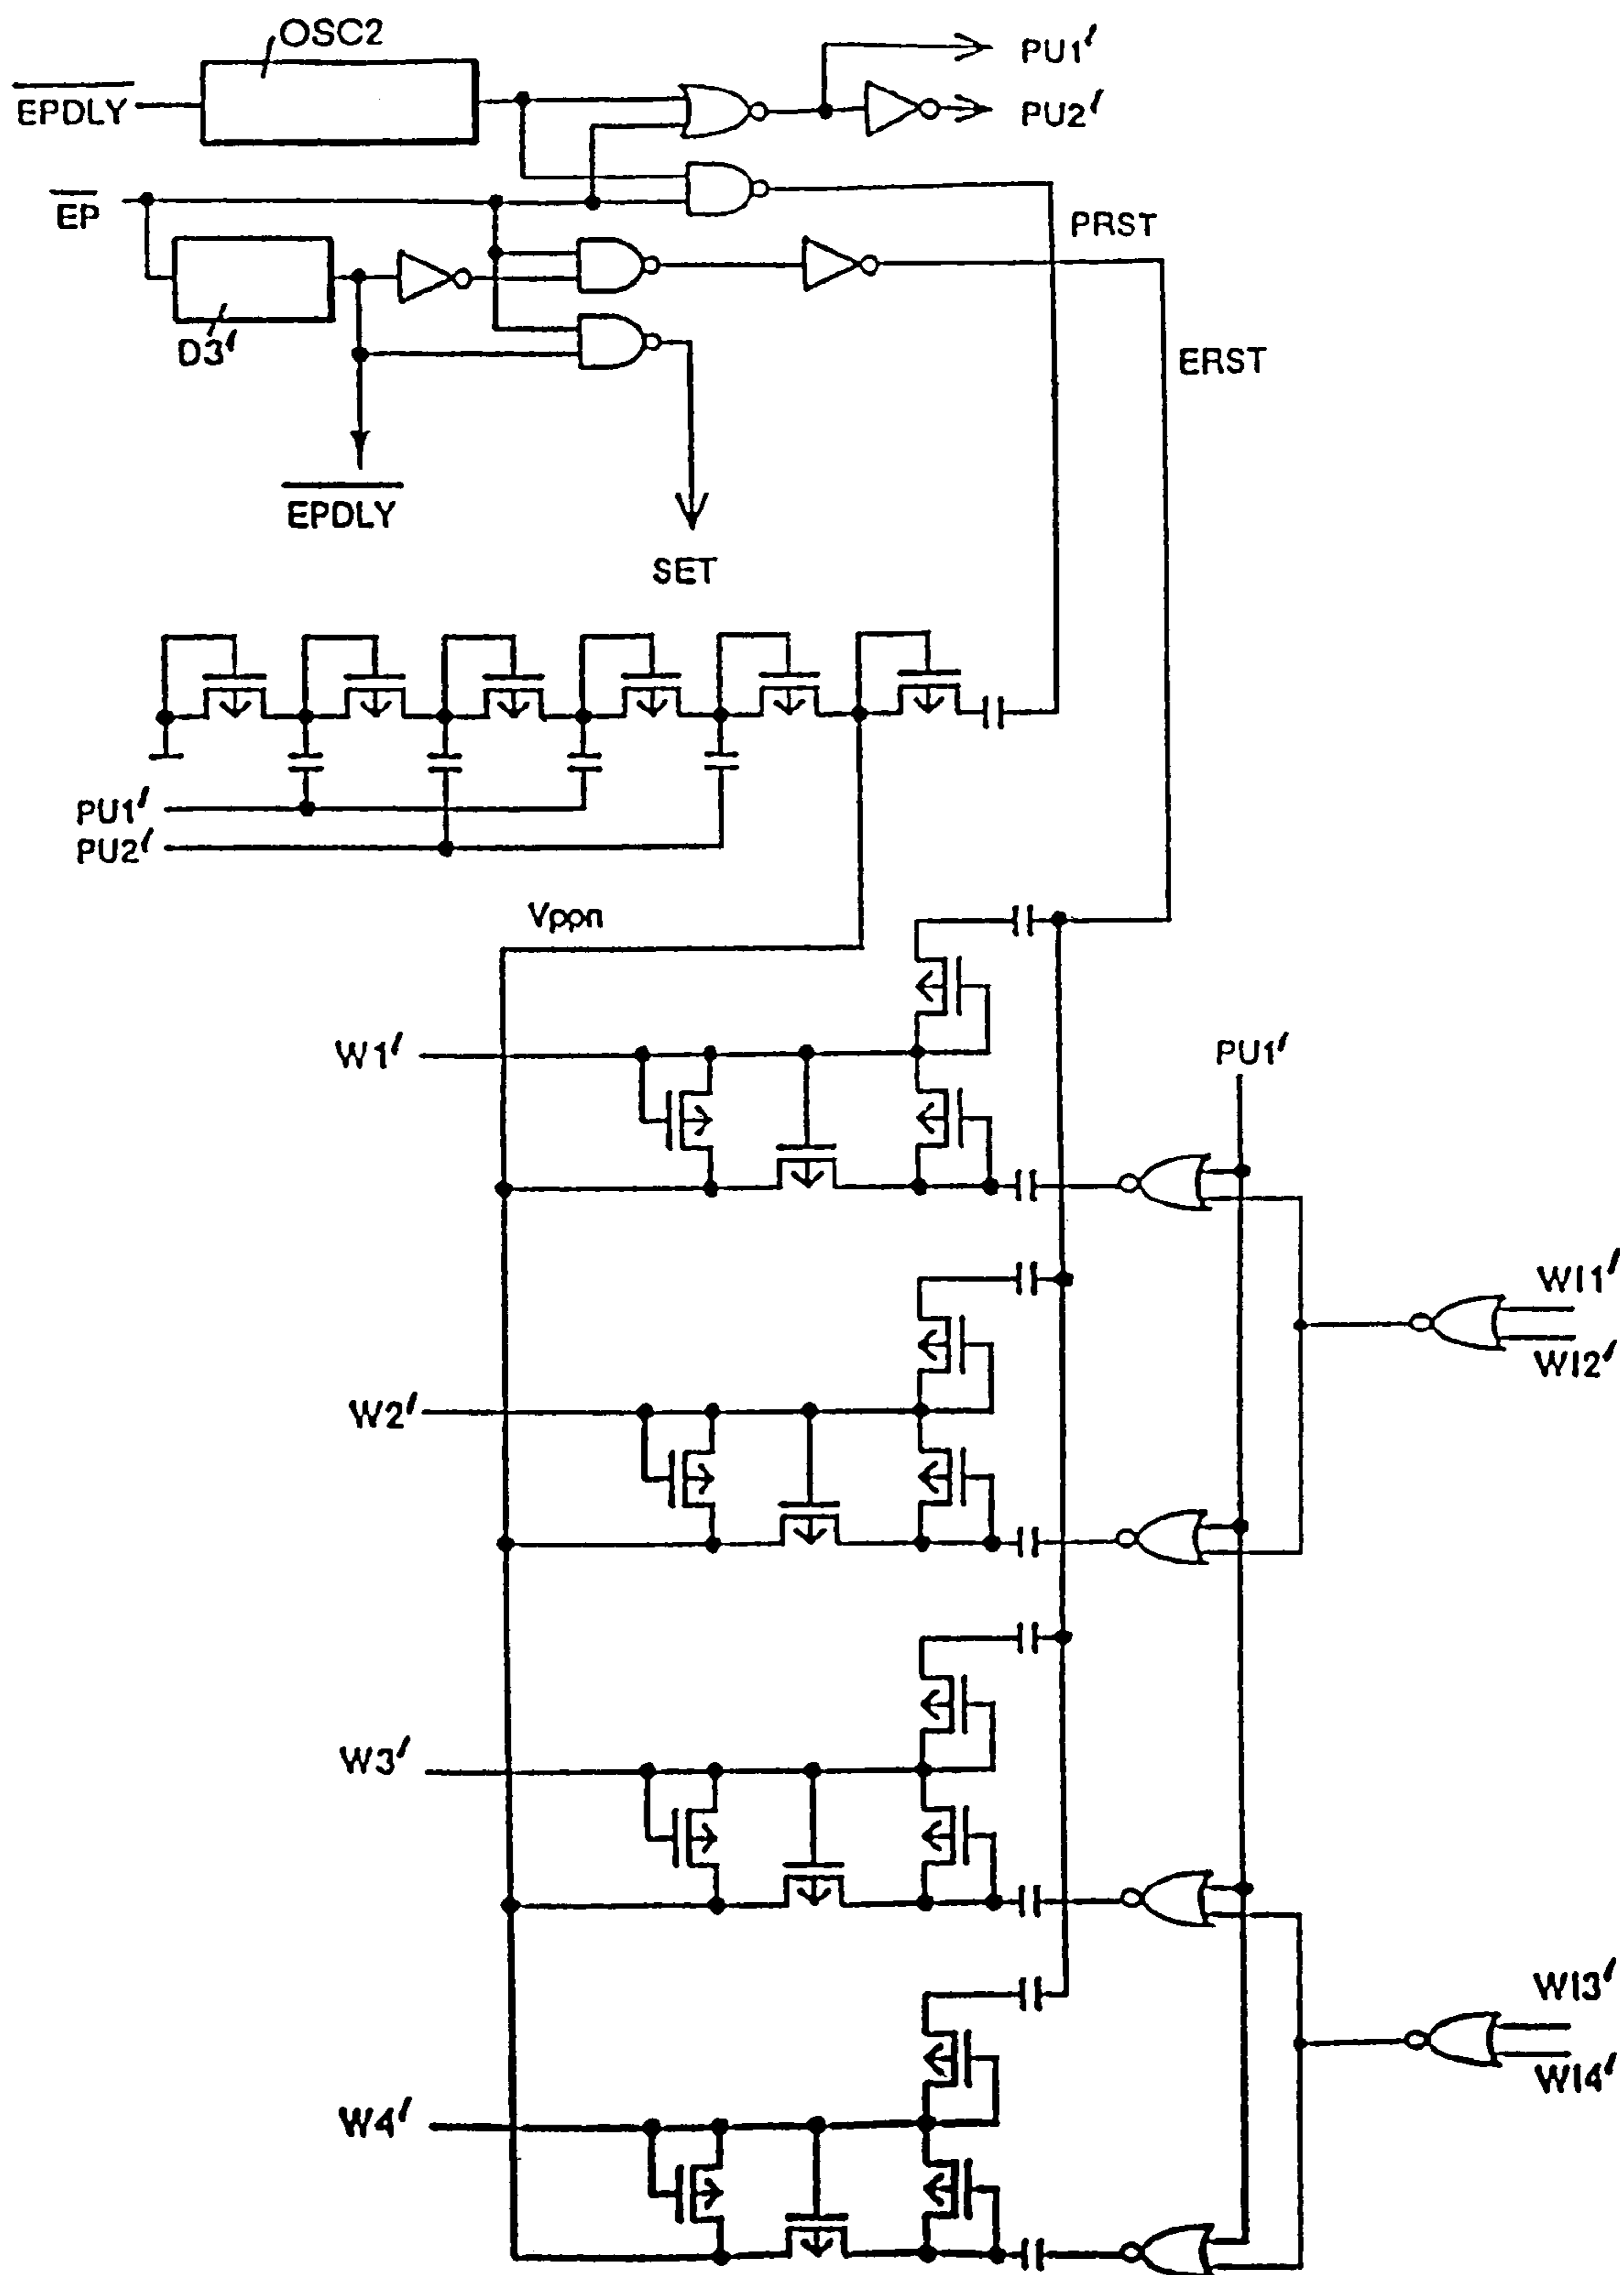 OSC2
PU1′
EPDLY
PU2′
EP
PRST
D3′
ERST
EPDLY
SET
PU1′
PU2′
Vppn
W1′
PU1′
WI1′
WI2′
W2′
W3′
WI3′
WI4′
W4′